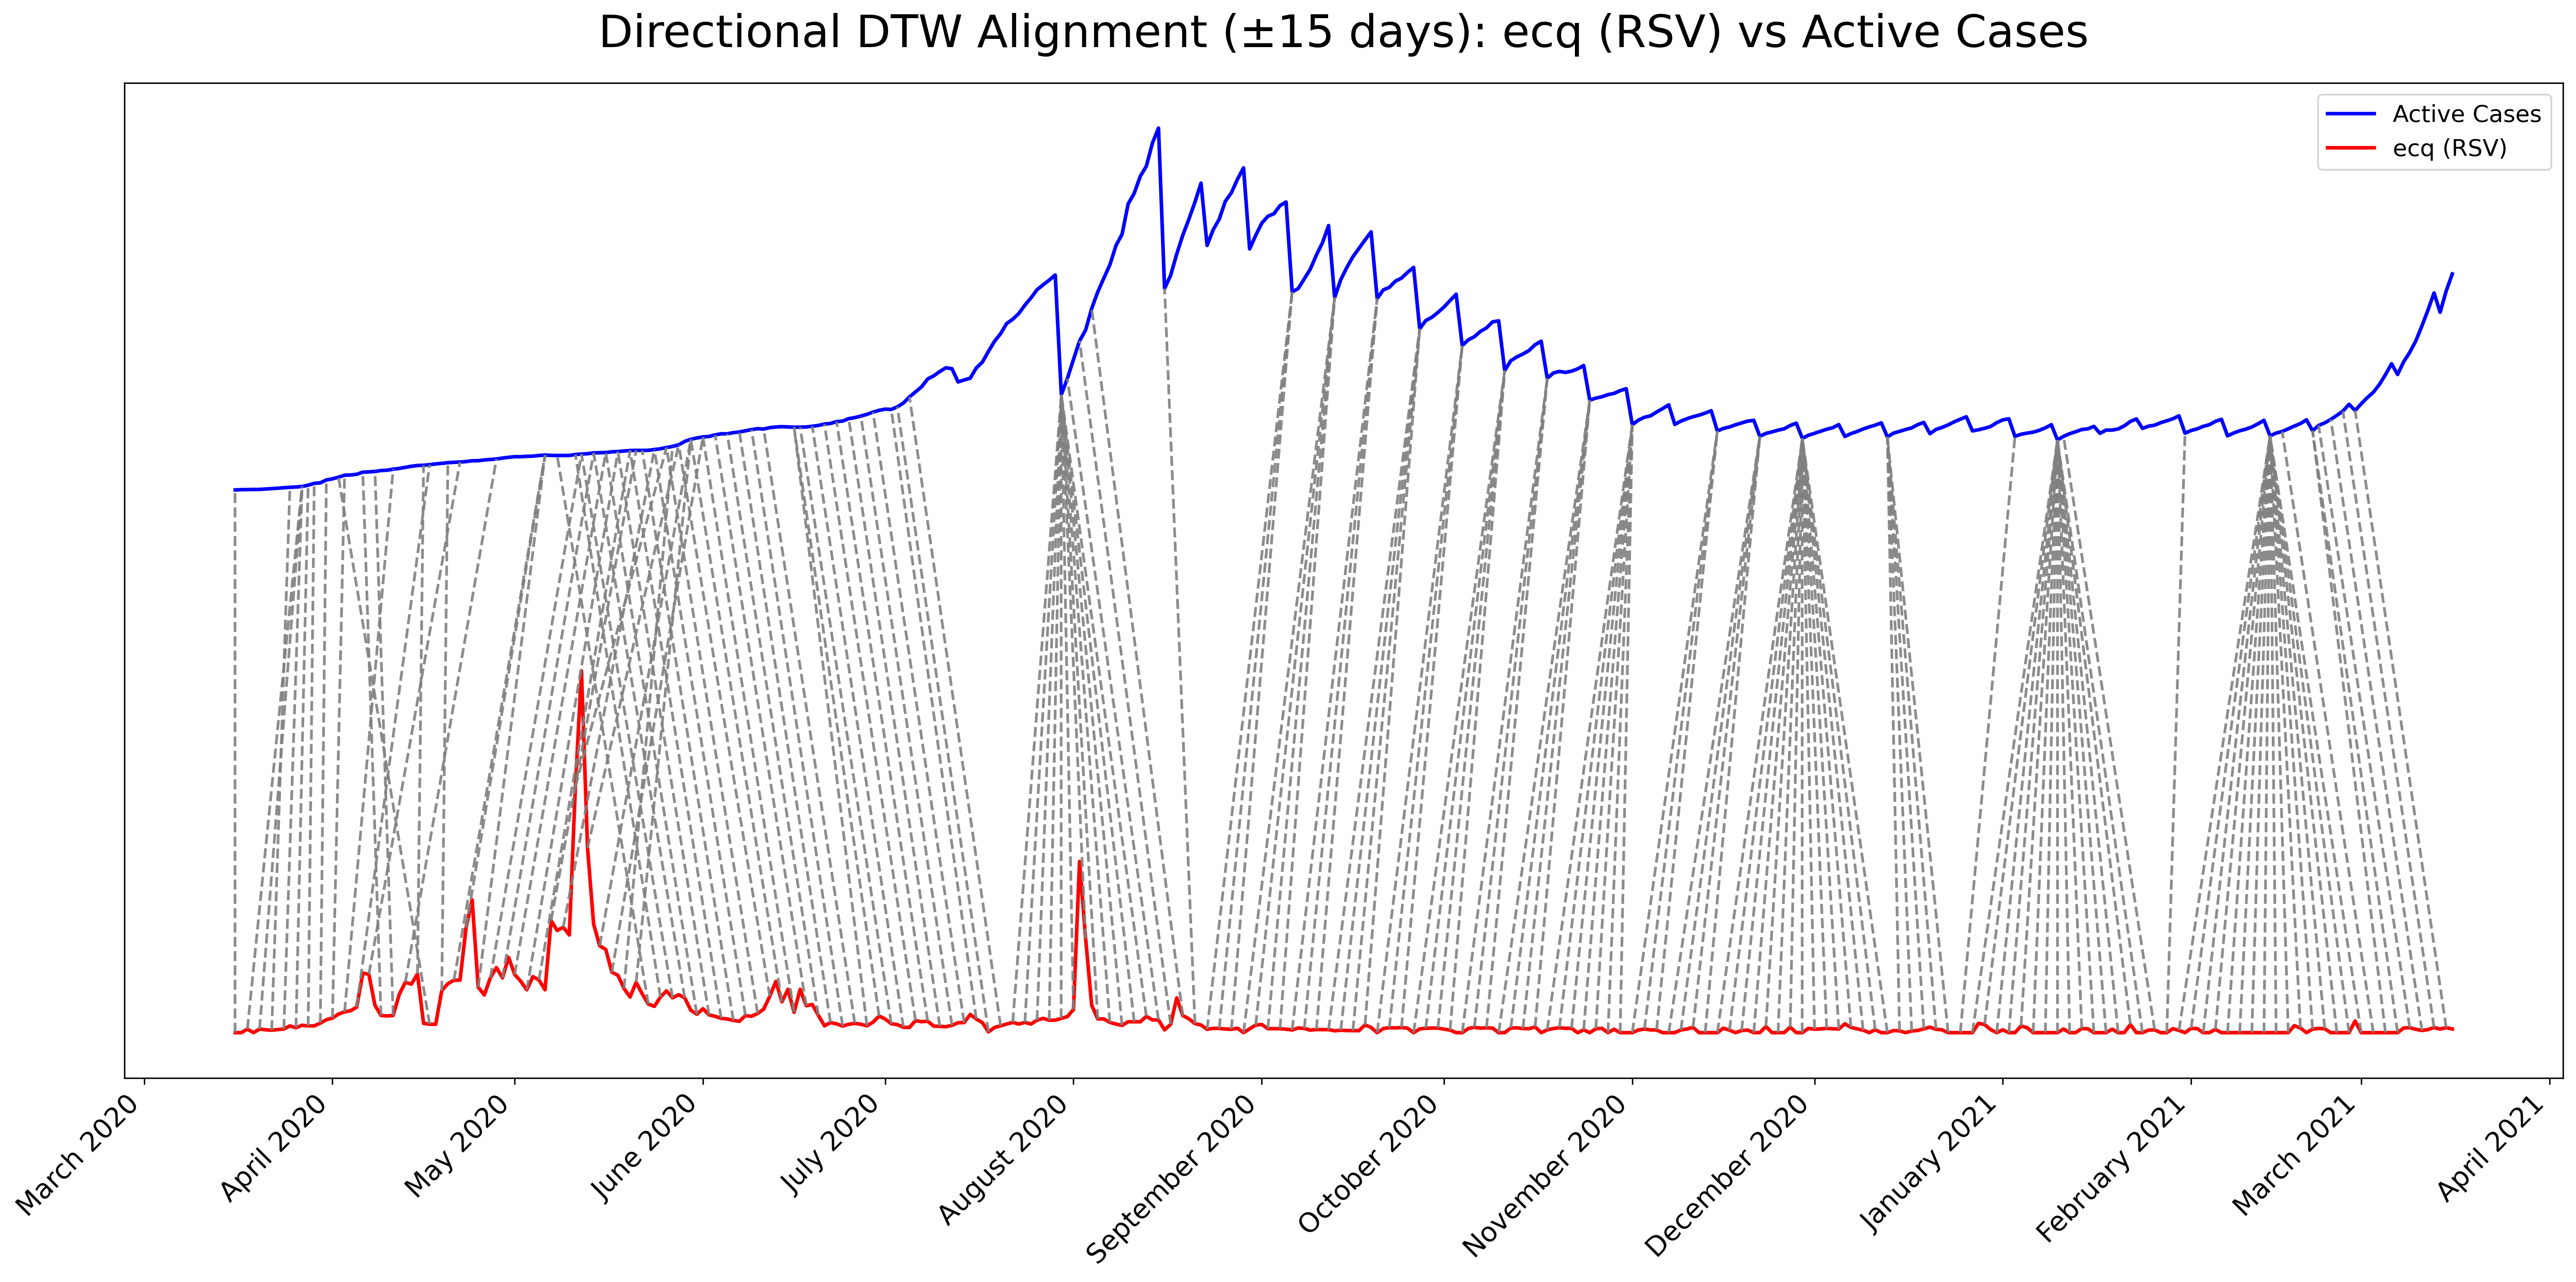 Directional DTW Alignment (±15 days): ecq (RSV) vs Active Cases
Active Cases
ecq (RSV)
March 2020
April 2020
May 2020
June 2020
July 2020
August 2020
September 2020
October 2020
November 2020
December 2020
January 2021
February 2021
March 2021
April 2021